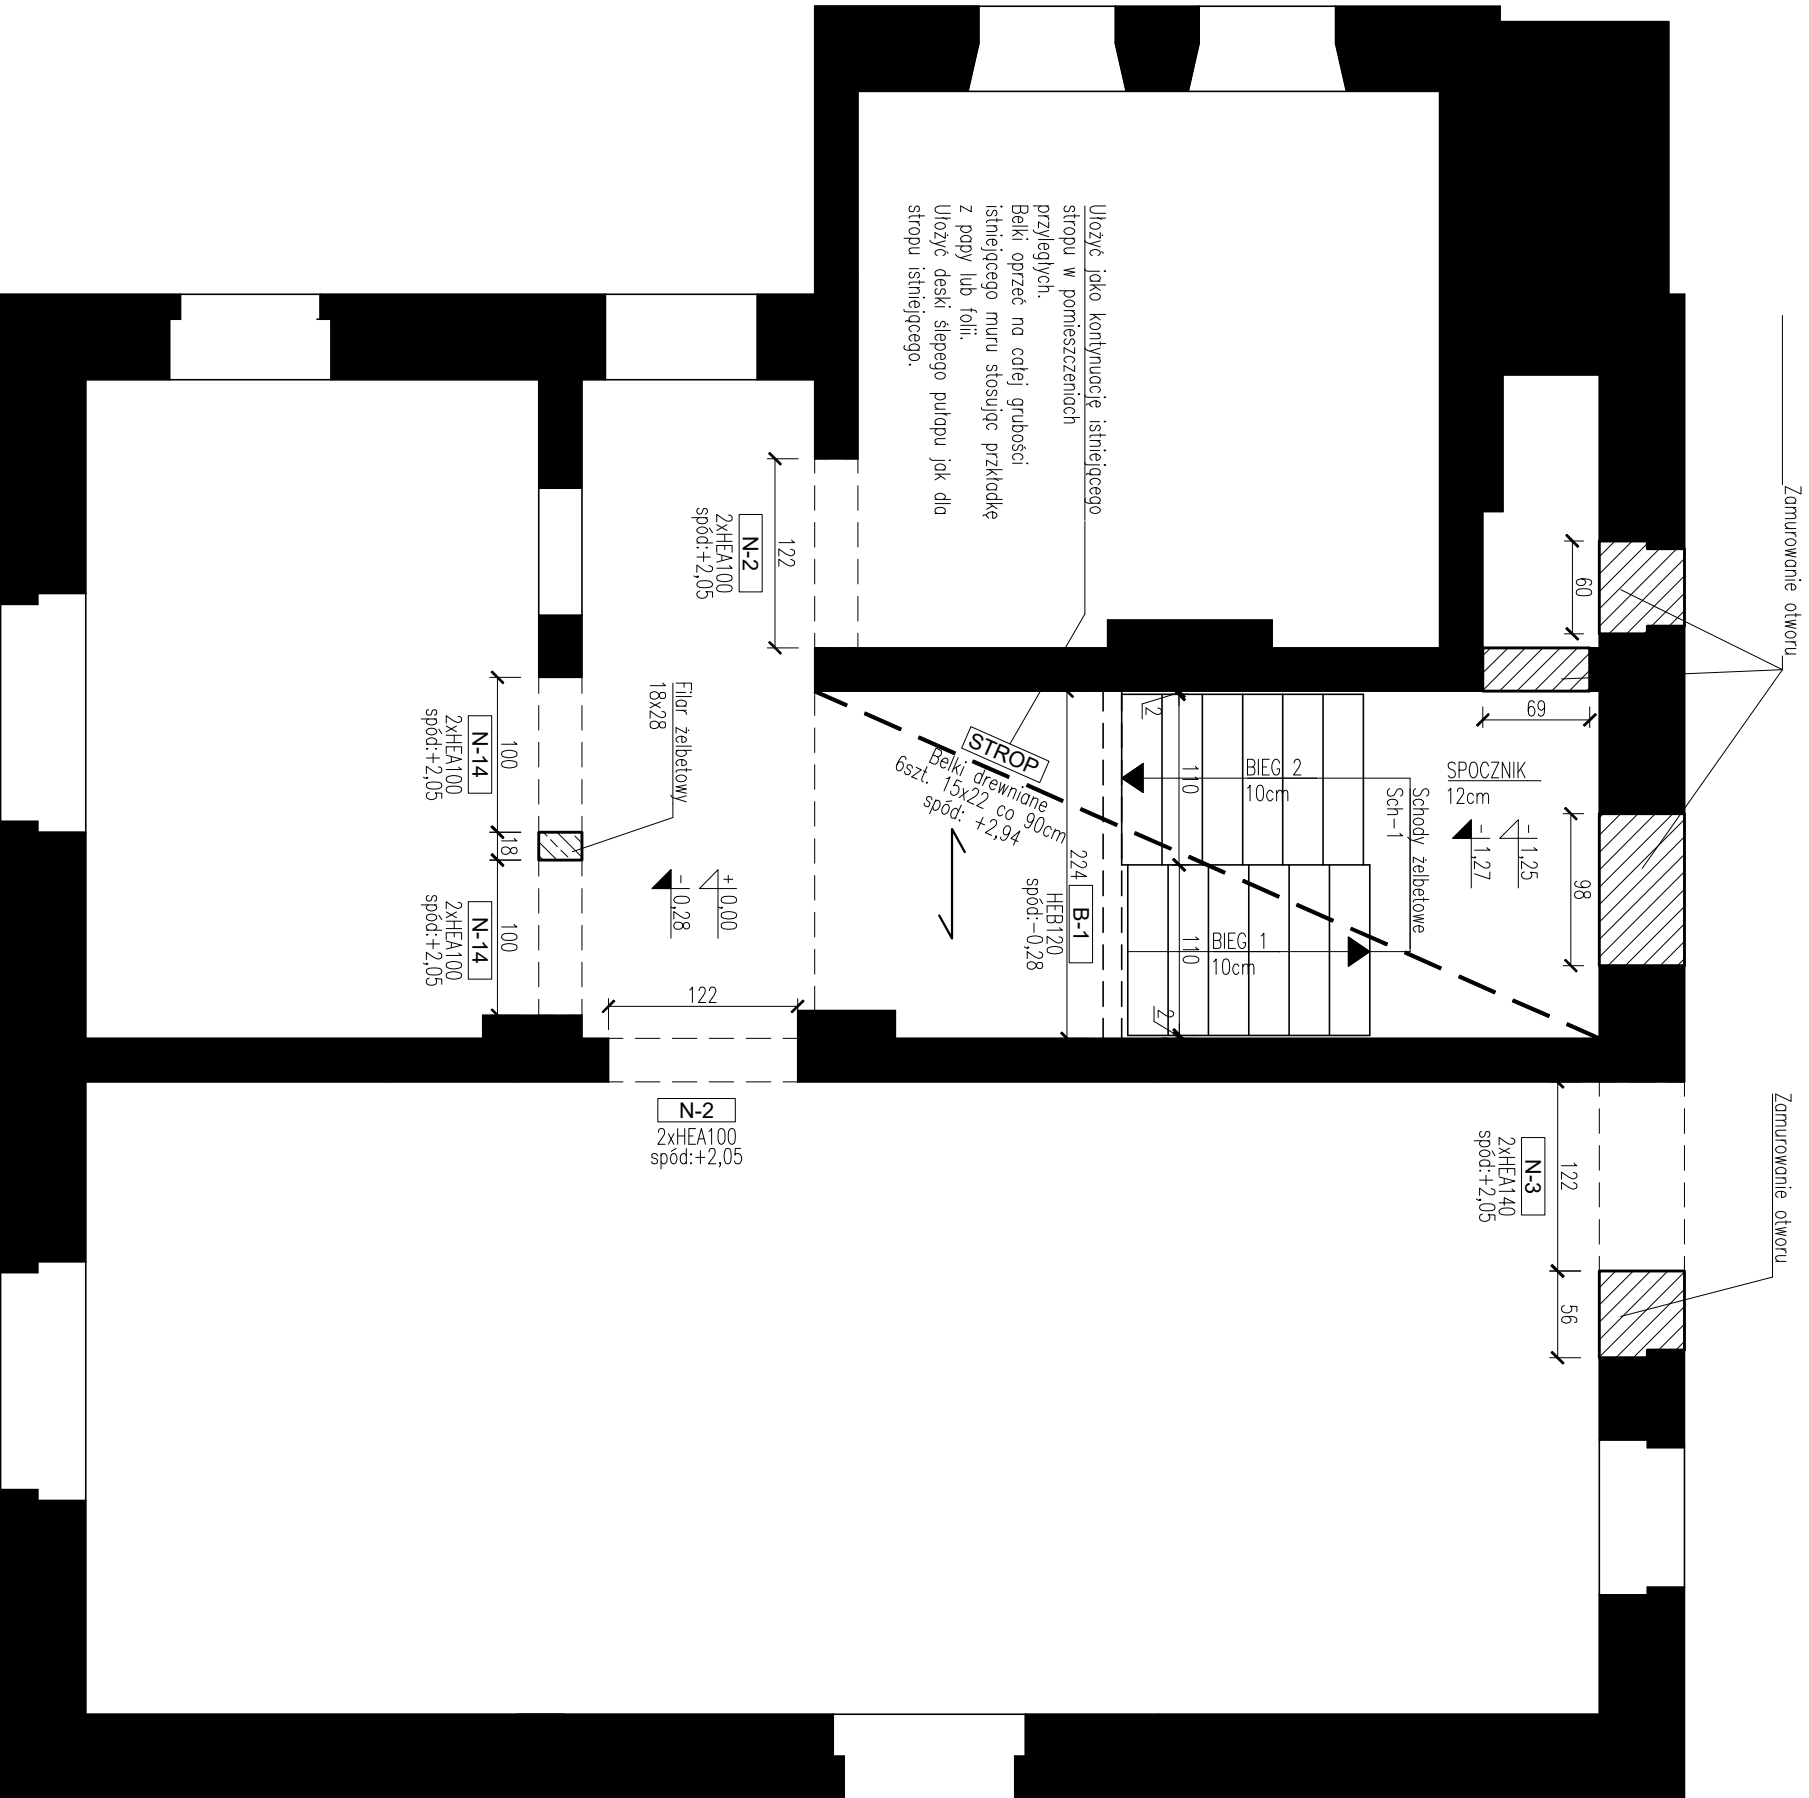 Zamurowanie otworu
Ułożyć jako kontynuację istniejącego
stropu w pomieszczeniach
przyległych.
Belki oprzeć na całej grubości
istniejącego muru stosując przkładkę
z papy lub folii.
Ułożyć deski ślepego pułapu jak dla
stropu istniejącego.
60
69
98
N-2
2xHEA100
spód:+2,05
122
SPOCZNIK
12cm
-1,25
-1,27
Schody żelbetowe
Sch-1
BIEG 2
10cm
110
2
BIEG 1
10cm
110
2
STROP
Belki drewniane
6szt. 15x22 co 90cm
spód: +2,94
224
B-1
HEB120
spód:-0,28
Filar żelbetowy
18x28
+0,00
-0,28
100
N-14
2xHEA100
spód:+2,05
18
100
N-14
2xHEA100
spód:+2,05
122
N-2
2xHEA100
spód:+2,05
Zamurowanie otworu
122
N-3
2xHEA140
spód:+2,05
56